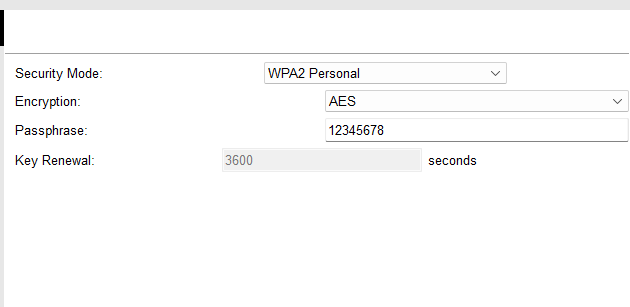 Security Mode: WPA2 Personal
Encryption: AES
Passphrase: 12345678
Key Renewal: 3600 seconds